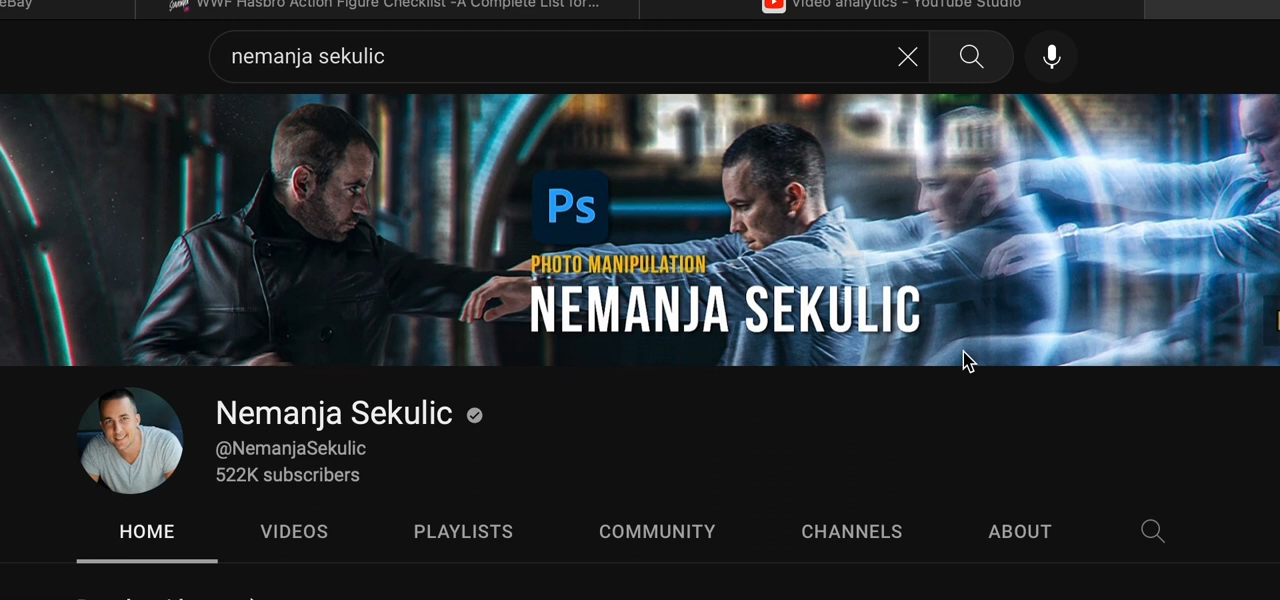 eBay
WWF Hasbro Action Figure Checklist -A Complete List for...
Video analytics - YouTube Studio
nemanja sekulic
Ps
PHOTO MANIPULATION
NEMANJA SEKULIC
Nemanja Sekulic
@NemanjaSekulic
522K subscribers
HOME
VIDEOS
PLAYLISTS
COMMUNITY
CHANNELS
ABOUT